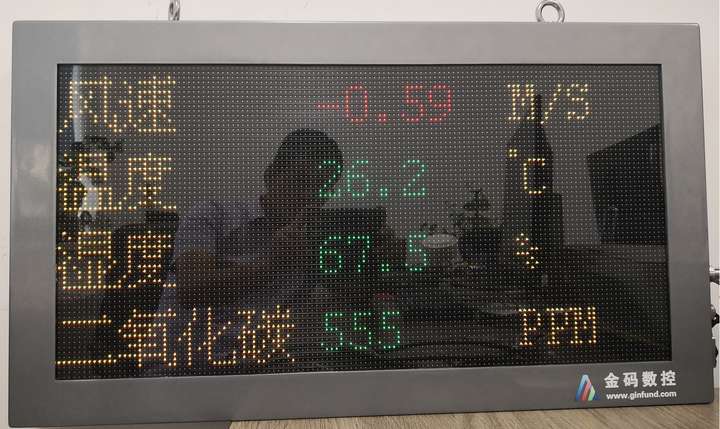 风速 -0.59 M/S
温度 26.2 ℃
湿度 67.5 %
二氧化碳 555 PPM
金码数控
www.ginfund.com